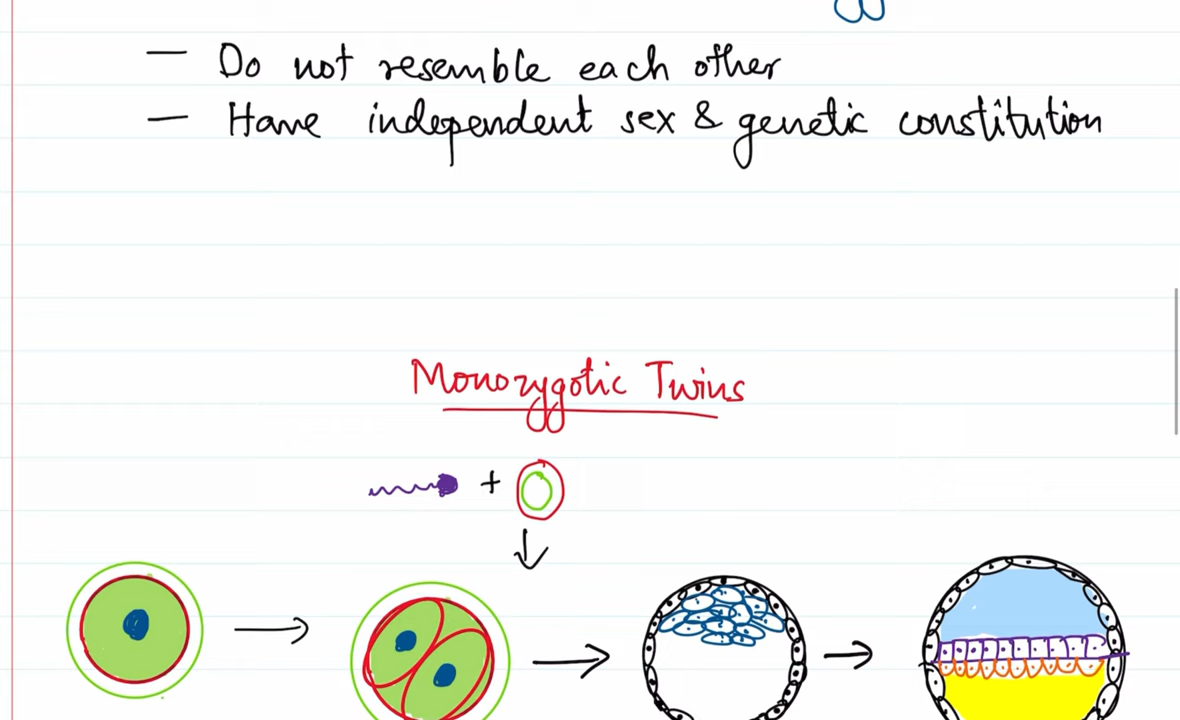 — Do not resemble each other
— Have independent sex & genetic constitution
Monozygotic Twins
+